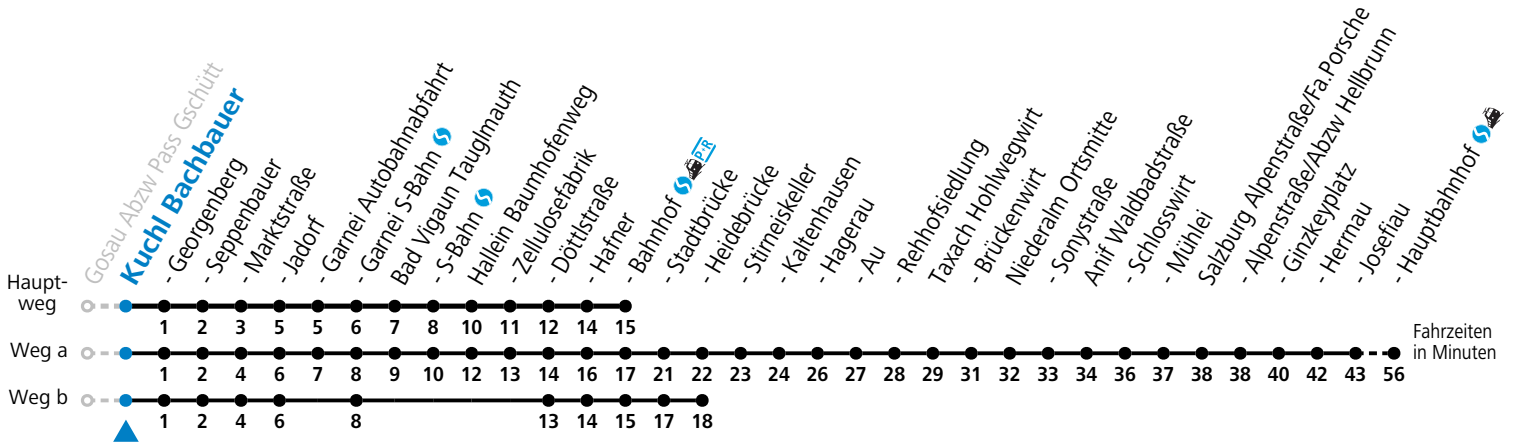 Gosau Abzw Pass Gschütt
Kuchl Bachbauer
- Georgenberg
- Seppenbauer
- Marktstraße
- Jadorf
- Garnei Autobahnabfahrt
- Garnei S-Bahn
Bad Vigaun Tauglmauth
- S-Bahn
Hallein Baumhofenweg
- Zellulosefabrik
- Döttlstraße
- Hafner
- Bahnhof P+R
- Stadtbrücke
- Heidebrücke
- Stirneiskeller
- Kaltenhausen
- Hagerau
- Au
- Rehhofsiedlung
Taxach Hohlwegwirt
- Brückenwirt
Niederalm Ortsmitte
- Sonystraße
Anif Waldbadstraße
- Schlosswirt
- Mühlei
Salzburg Alpenstraße/Fa.Porsche
- Alpenstraße/Abzw Hellbrunn
- Ginzkeyplatz
- Herrnau
- Josefiau
- Hauptbahnhof
Haupt-
weg
1 2 3 5 5 6 7 8 10 11 12 14 15
Weg a
1 2 4 6 7 8 9 10 12 13 14 16 17 21 22 23 24 26 27 28 29 31 32 33 34 36 37 38 38 40 42 43 56
Fahrzeiten
in Minuten
Weg b
1 2 4 6 8 13 14 15 17 18